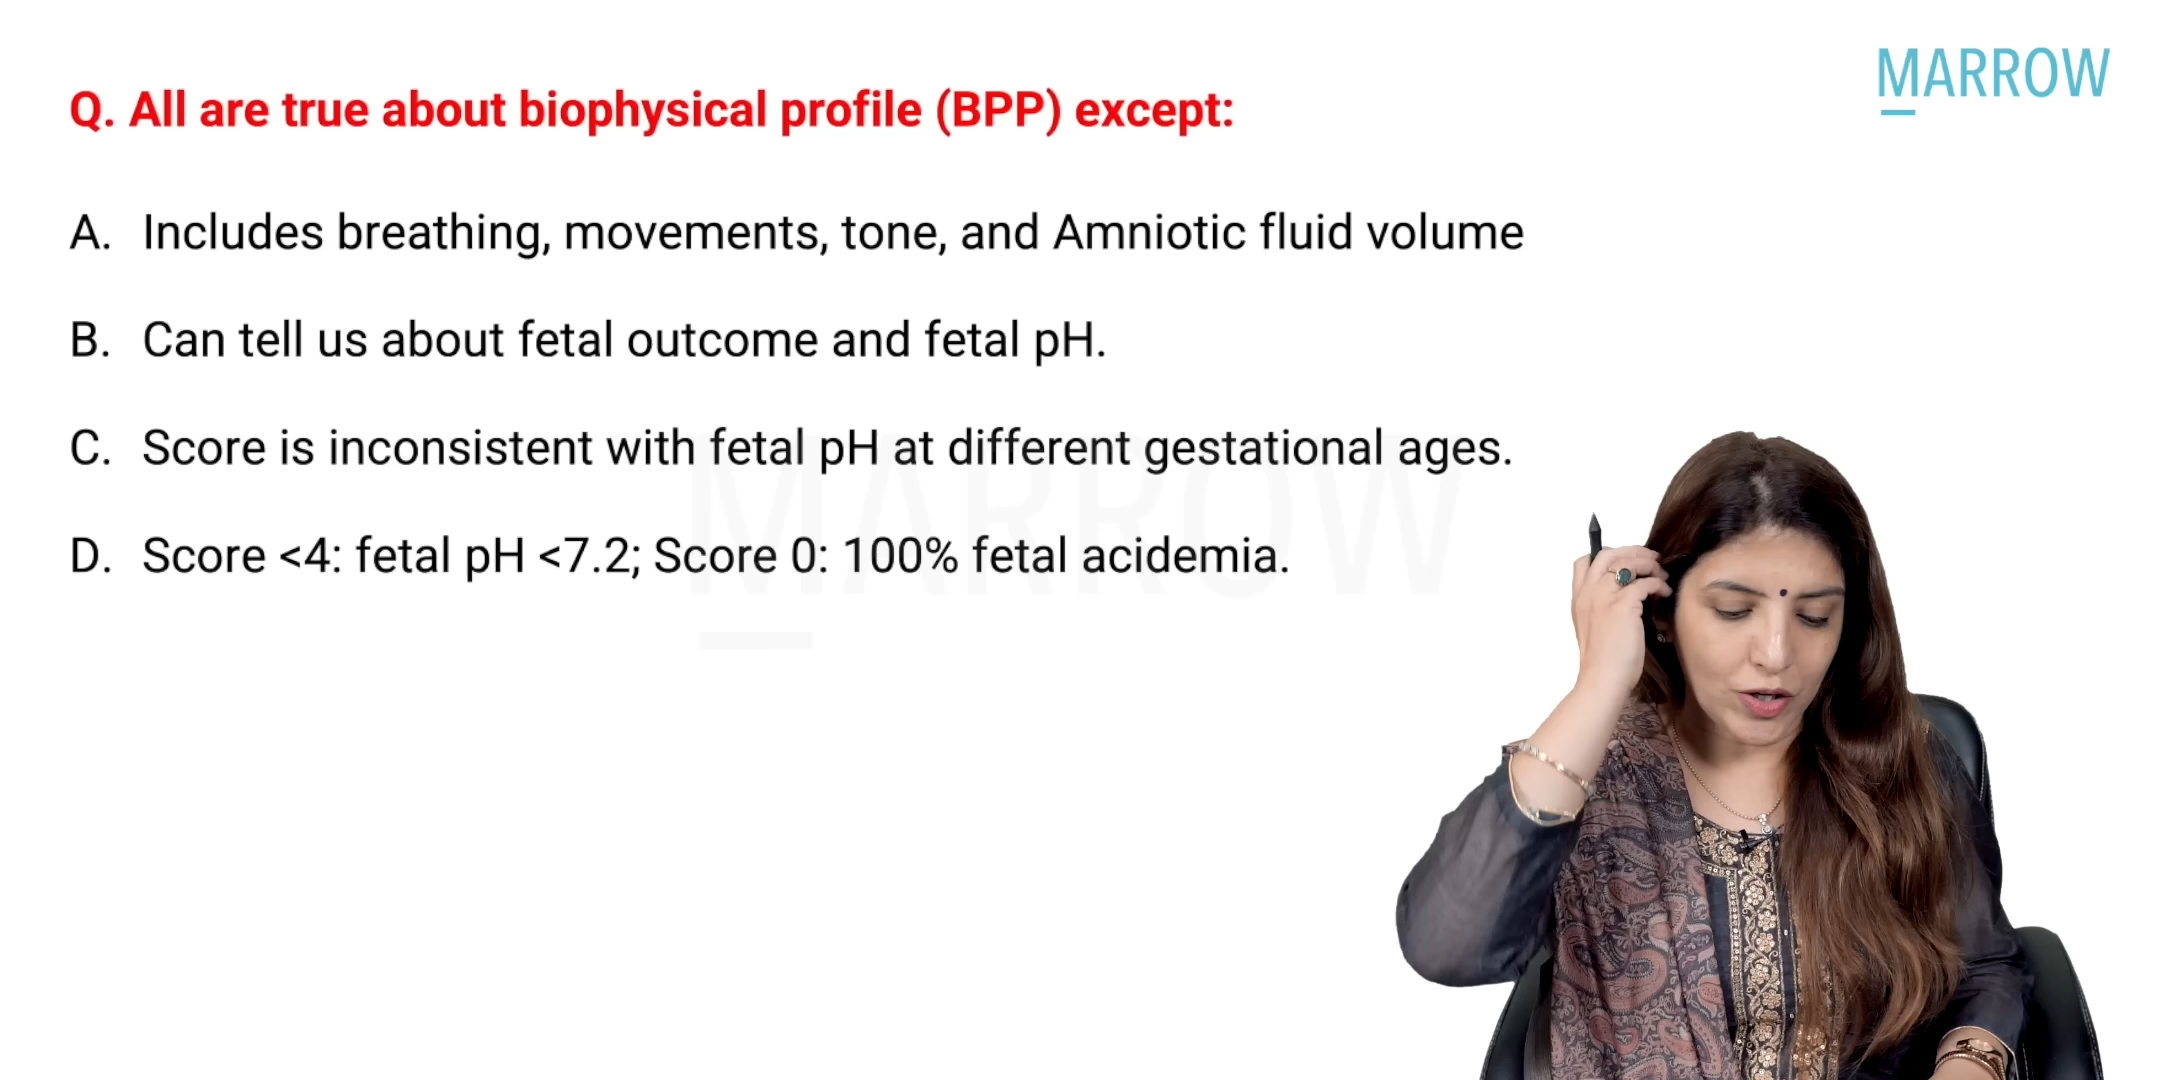 MARROW
Q. All are true about biophysical profile (BPP) except:
A. Includes breathing, movements, tone, and Amniotic fluid volume
B. Can tell us about fetal outcome and fetal pH.
C. Score is inconsistent with fetal pH at different gestational ages.
D. Score <4: fetal pH <7.2; Score 0: 100% fetal acidemia.
MARROW